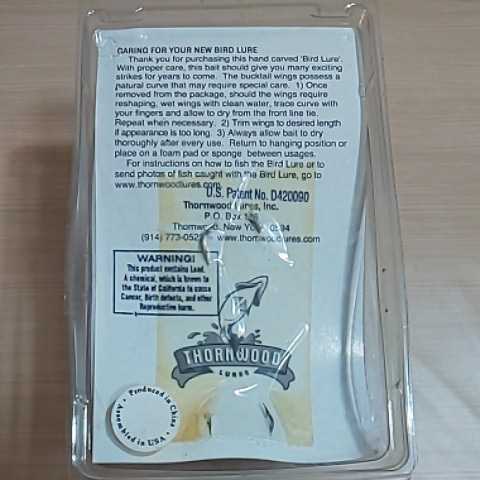 CARING FOR YOUR NEW BIRD LURE
Thank you for purchasing this hand carved 'Bird Lure'.
With proper care, this bait should give you many exciting
strikes for years to come. The bucktail wings possess a
natural curve that may require special care. 1) Once
removed from the package, should the wings require
reshaping, wet wings with clean water, trace curve with
your fingers and allow to dry from the front line tie.
Repeat when necessary. 2) Trim wings to desired length
if appearance is too long. 3) Always allow bait to dry
thoroughly after every use. Return to hanging position or
place on a foam pad or sponge between usages.
For instructions on how to fish the Bird Lure or to
send photos of fish caught with the Bird Lure, go to
www.thornwoodlures.com
U.S. Patent No. D420090
Thornwood Lures, Inc.
P.O. Box
Thornwood, New York
(914) www.thornwoodlures.com
WARNING!
This product contains Lead.
A chemical, which is known to
the State of California to cause
Cancer, Birth defects, and other
Reproductive harm.
THORNWOOD
LURES
Produced in China
Assembled in USA